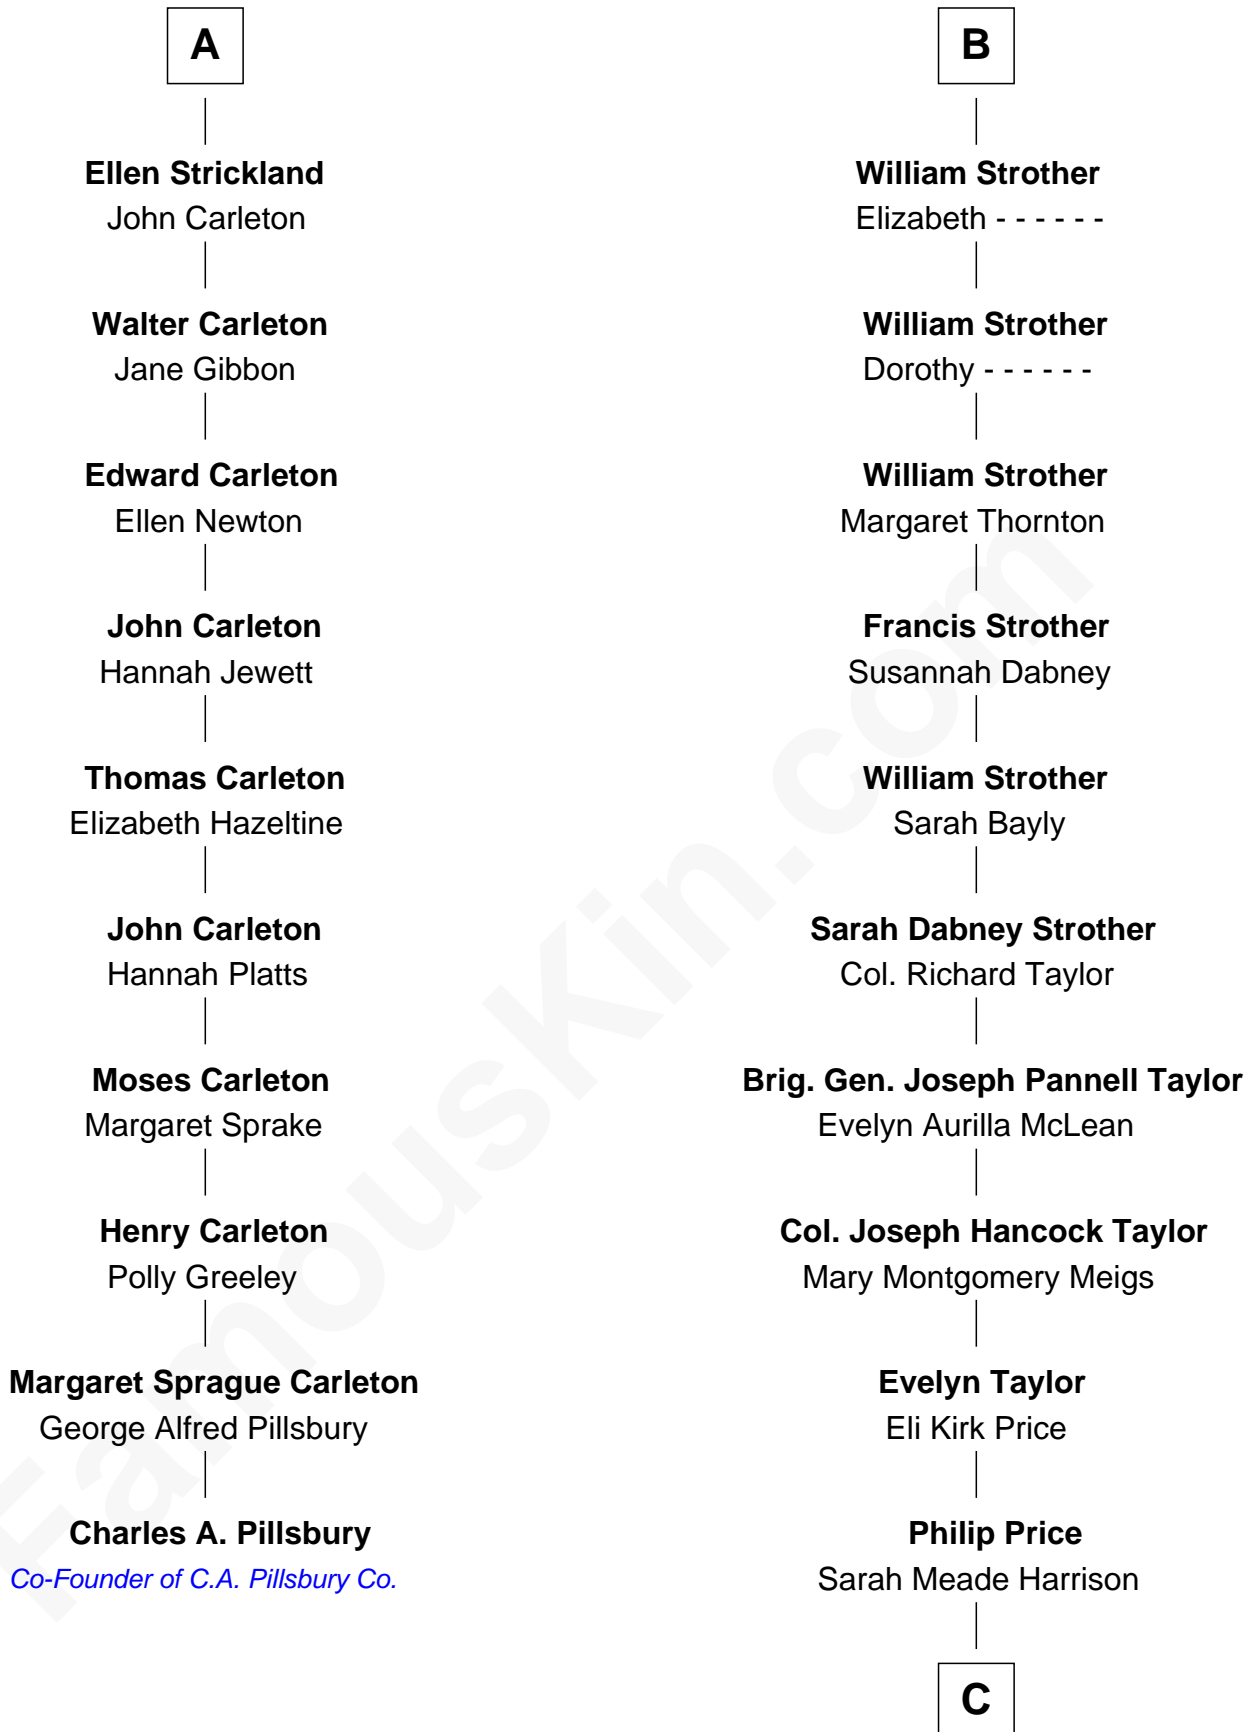 A
Ellen Strickland
John Carleton
Walter Carleton
Jane Gibbon
Edward Carleton
Ellen Newton
John Carleton
Hannah Jewett
Thomas Carleton
Elizabeth Hazeltine
John Carleton
Hannah Platts
Moses Carleton
Margaret Sprake
Henry Carleton
Polly Greeley
Margaret Sprague Carleton
George Alfred Pillsbury
Charles A. Pillsbury
Co-Founder of C.A. Pillsbury Co.
B
William Strother
Elizabeth - - - - - -
William Strother
Dorothy - - - - - -
William Strother
Margaret Thornton
Francis Strother
Susannah Dabney
William Strother
Sarah Bayly
Sarah Dabney Strother
Col. Richard Taylor
Brig. Gen. Joseph Pannell Taylor
Evelyn Aurilla McLean
Col. Joseph Hancock Taylor
Mary Montgomery Meigs
Evelyn Taylor
Eli Kirk Price
Philip Price
Sarah Meade Harrison
C
FamousKin.com